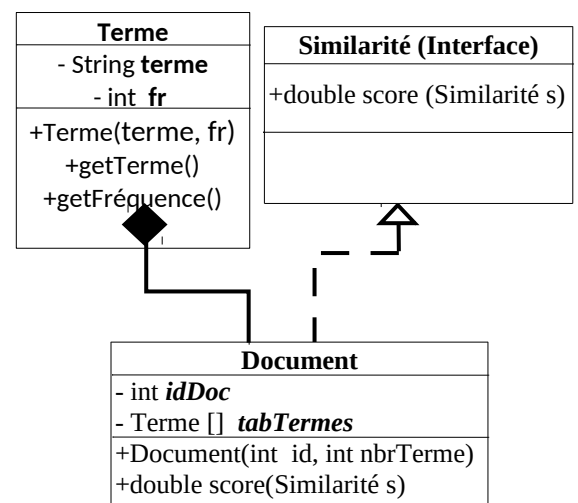 Terme
- String terme
- int fr
+Terme(terme, fr)
+getTerme()
+getFréquence()
Similarité (Interface)
+double score (Similarité s)
Document
- int idDoc
- Terme [] tabTermes
+Document(int id, int nbrTerme)
+double score(Similarité s)